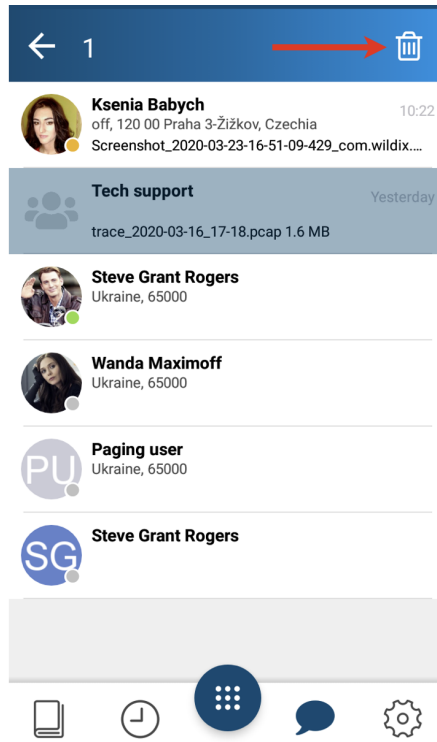 1
Ksenia Babych
10:22
off, 120 00 Praha 3-Žižkov, Czechia
Screenshot_2020-03-23-16-51-09-429_com.wildix....
Tech support
Yesterday
trace_2020-03-16_17-18.pcap 1.6 MB
Steve Grant Rogers
Ukraine, 65000
Wanda Maximoff
Ukraine, 65000
PU
Paging user
Ukraine, 65000
SG
Steve Grant Rogers